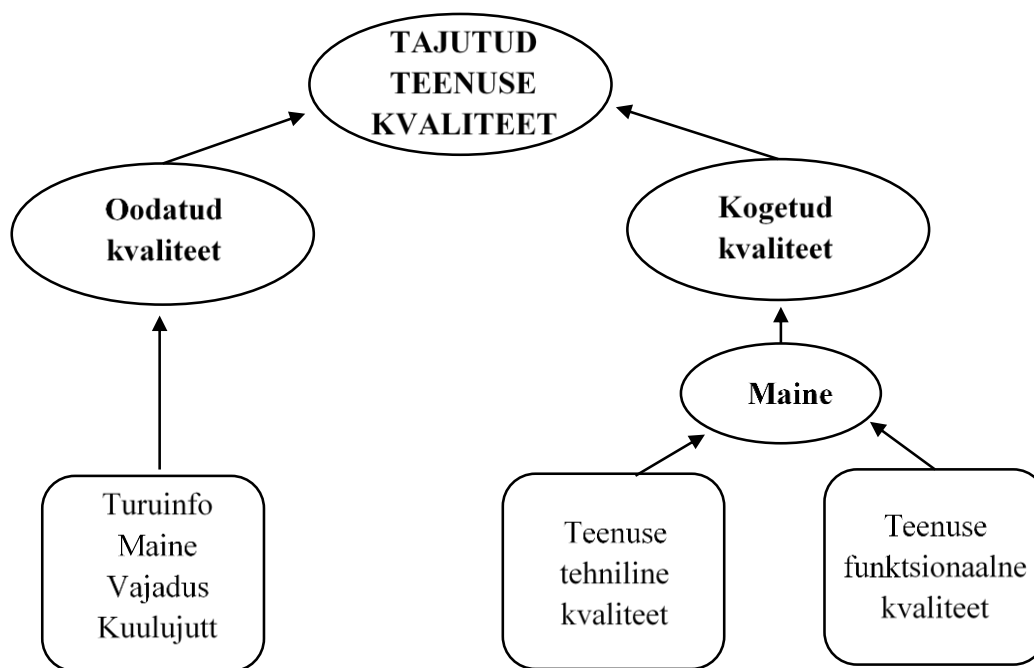 TAJUTUD
TEENUSE
KVALITEET
Oodatud
kvaliteet
Kogetud
kvaliteet
Maine
Turuinfo
Maine
Vajadus
Kuulujutt
Teenuse
tehniline
kvaliteet
Teenuse
funktsionaalne
kvaliteet